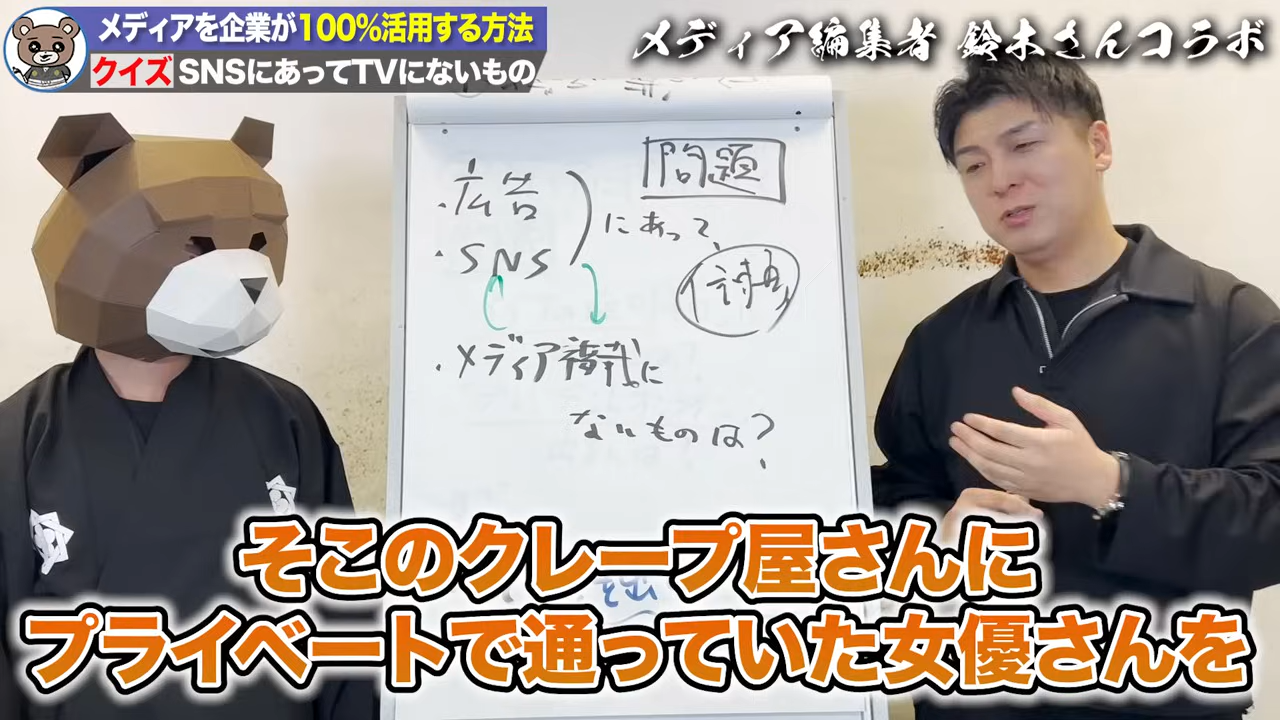 メディアを企業が100%活用する方法
クイズ SNSにあってTVにないもの
メディア編集者 鈴木さんコラボ
問題
・広告
・SNS
にあって、
・メディア露出に
ないものは?
そこのクレープ屋さんに
プライベートで通っていた女優さんを